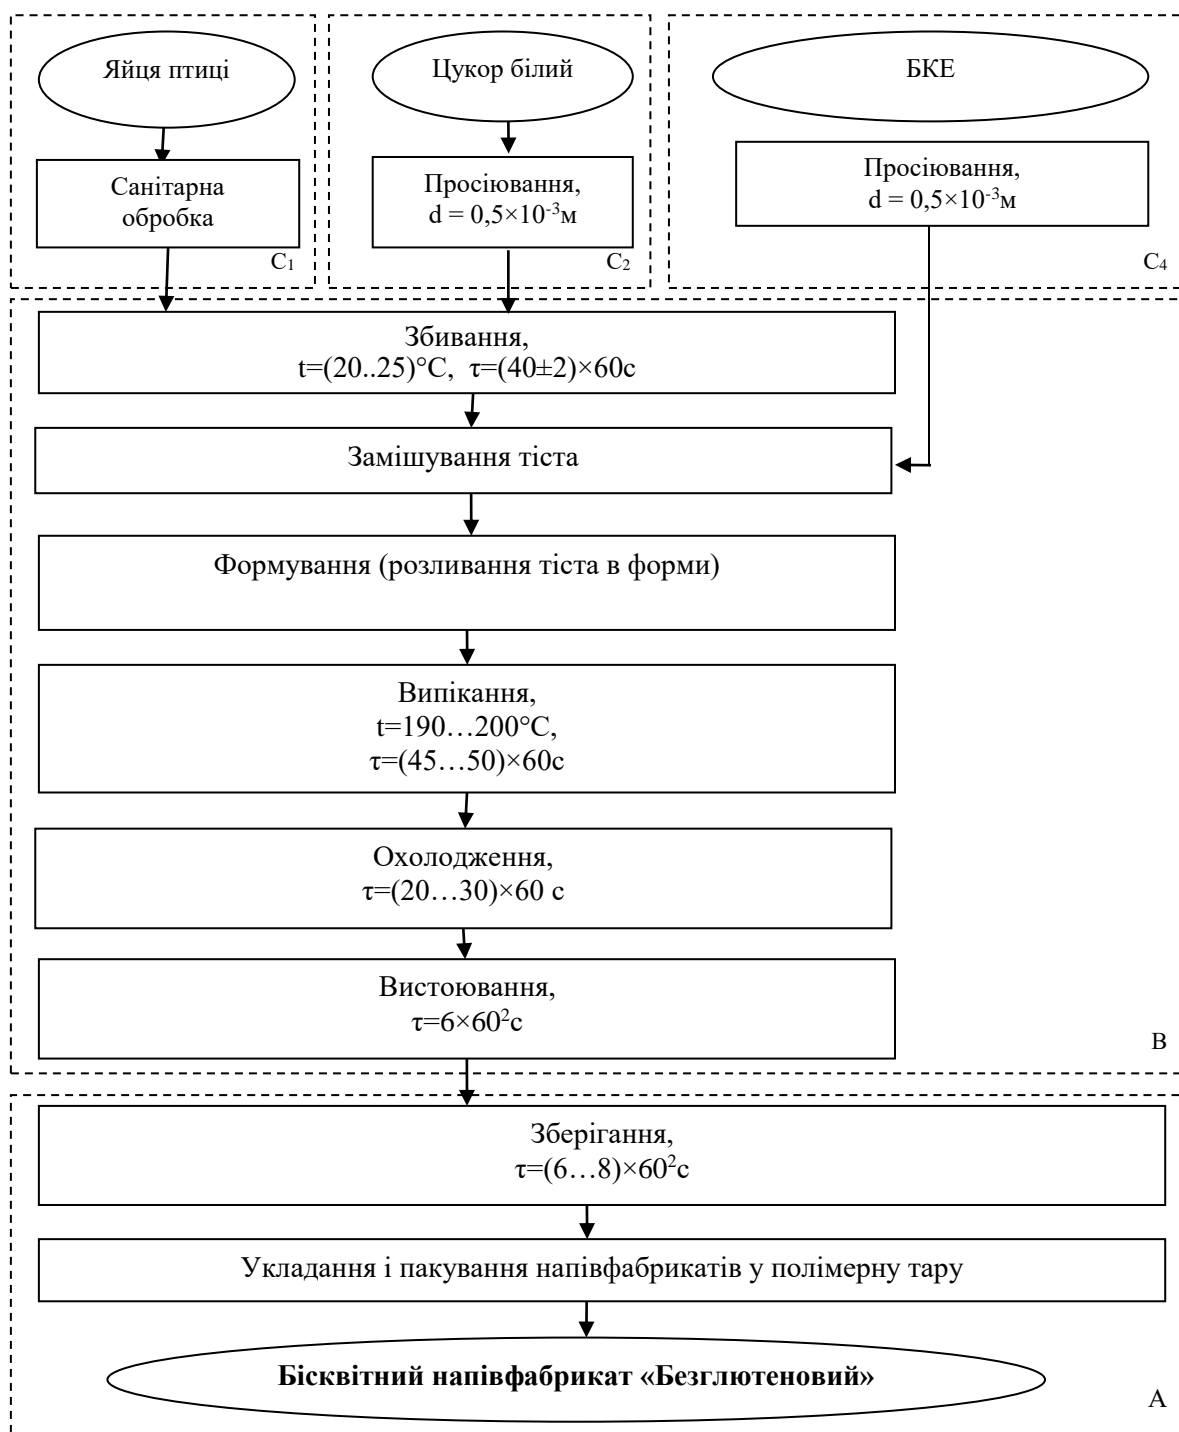 Яйця птиці
Цукор білий
БКЕ
Санітарна
обробка
C₁
Просіювання,
d = 0,5×10⁻³м
C₂
Просіювання,
d = 0,5×10⁻³м
C₄
Збивання,
t=(20..25)°С, τ=(40±2)×60с
Замішування тіста
Формування (розливання тіста в форми)
Випікання,
t=190…200°С,
τ=(45…50)×60с
Охолодження,
τ=(20…30)×60 с
Вистоювання,
τ=6×60²с
В
Зберігання,
τ=(6…8)×60²с
Укладання і пакування напівфабрикатів у полімерну тару
Бісквітний напівфабрикат «Безглютеновий»
А